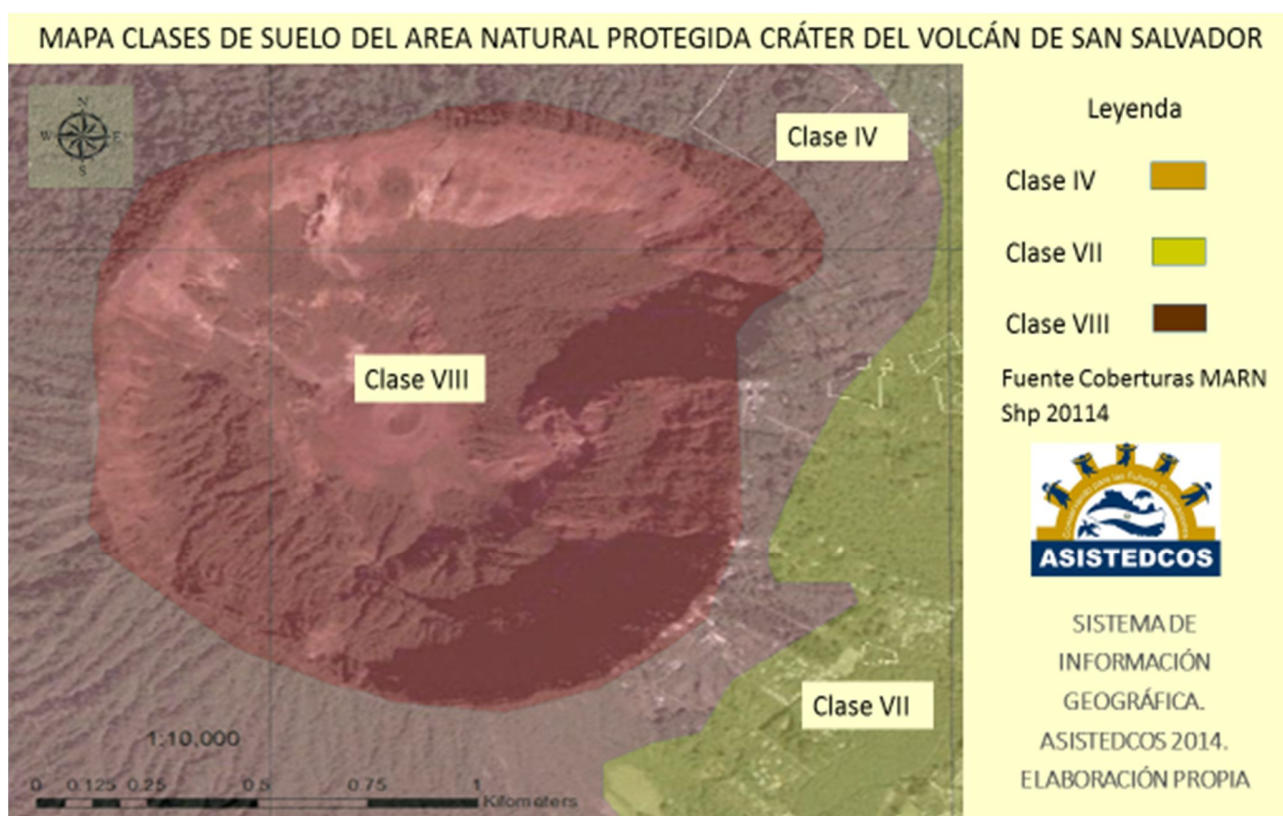 MAPA CLASES DE SUELO DEL AREA NATURAL PROTEGIDA CRÁTER DEL VOLCÁN DE SAN SALVADOR
N
W E
S
Clase IV
Clase VIII
Clase VII
1:10,000
0 0.125 0.25 0.5 0.75 1
Kilometers
Leyenda
Clase IV
Clase VII
Clase VIII
Fuente Coberturas MARN
Shp 20114
ASISTEDCOS
SISTEMA DE
INFORMACIÓN
GEOGRÁFICA.
ASISTEDCOS 2014.
ELABORACIÓN PROPIA